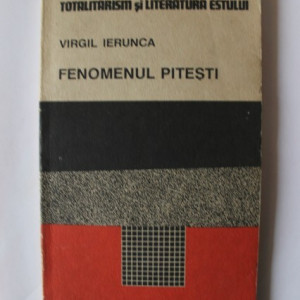 TOTALITARISM şi LITERATURA ESTULUI
VIRGIL IERUNCA
FENOMENUL PITEŞTI